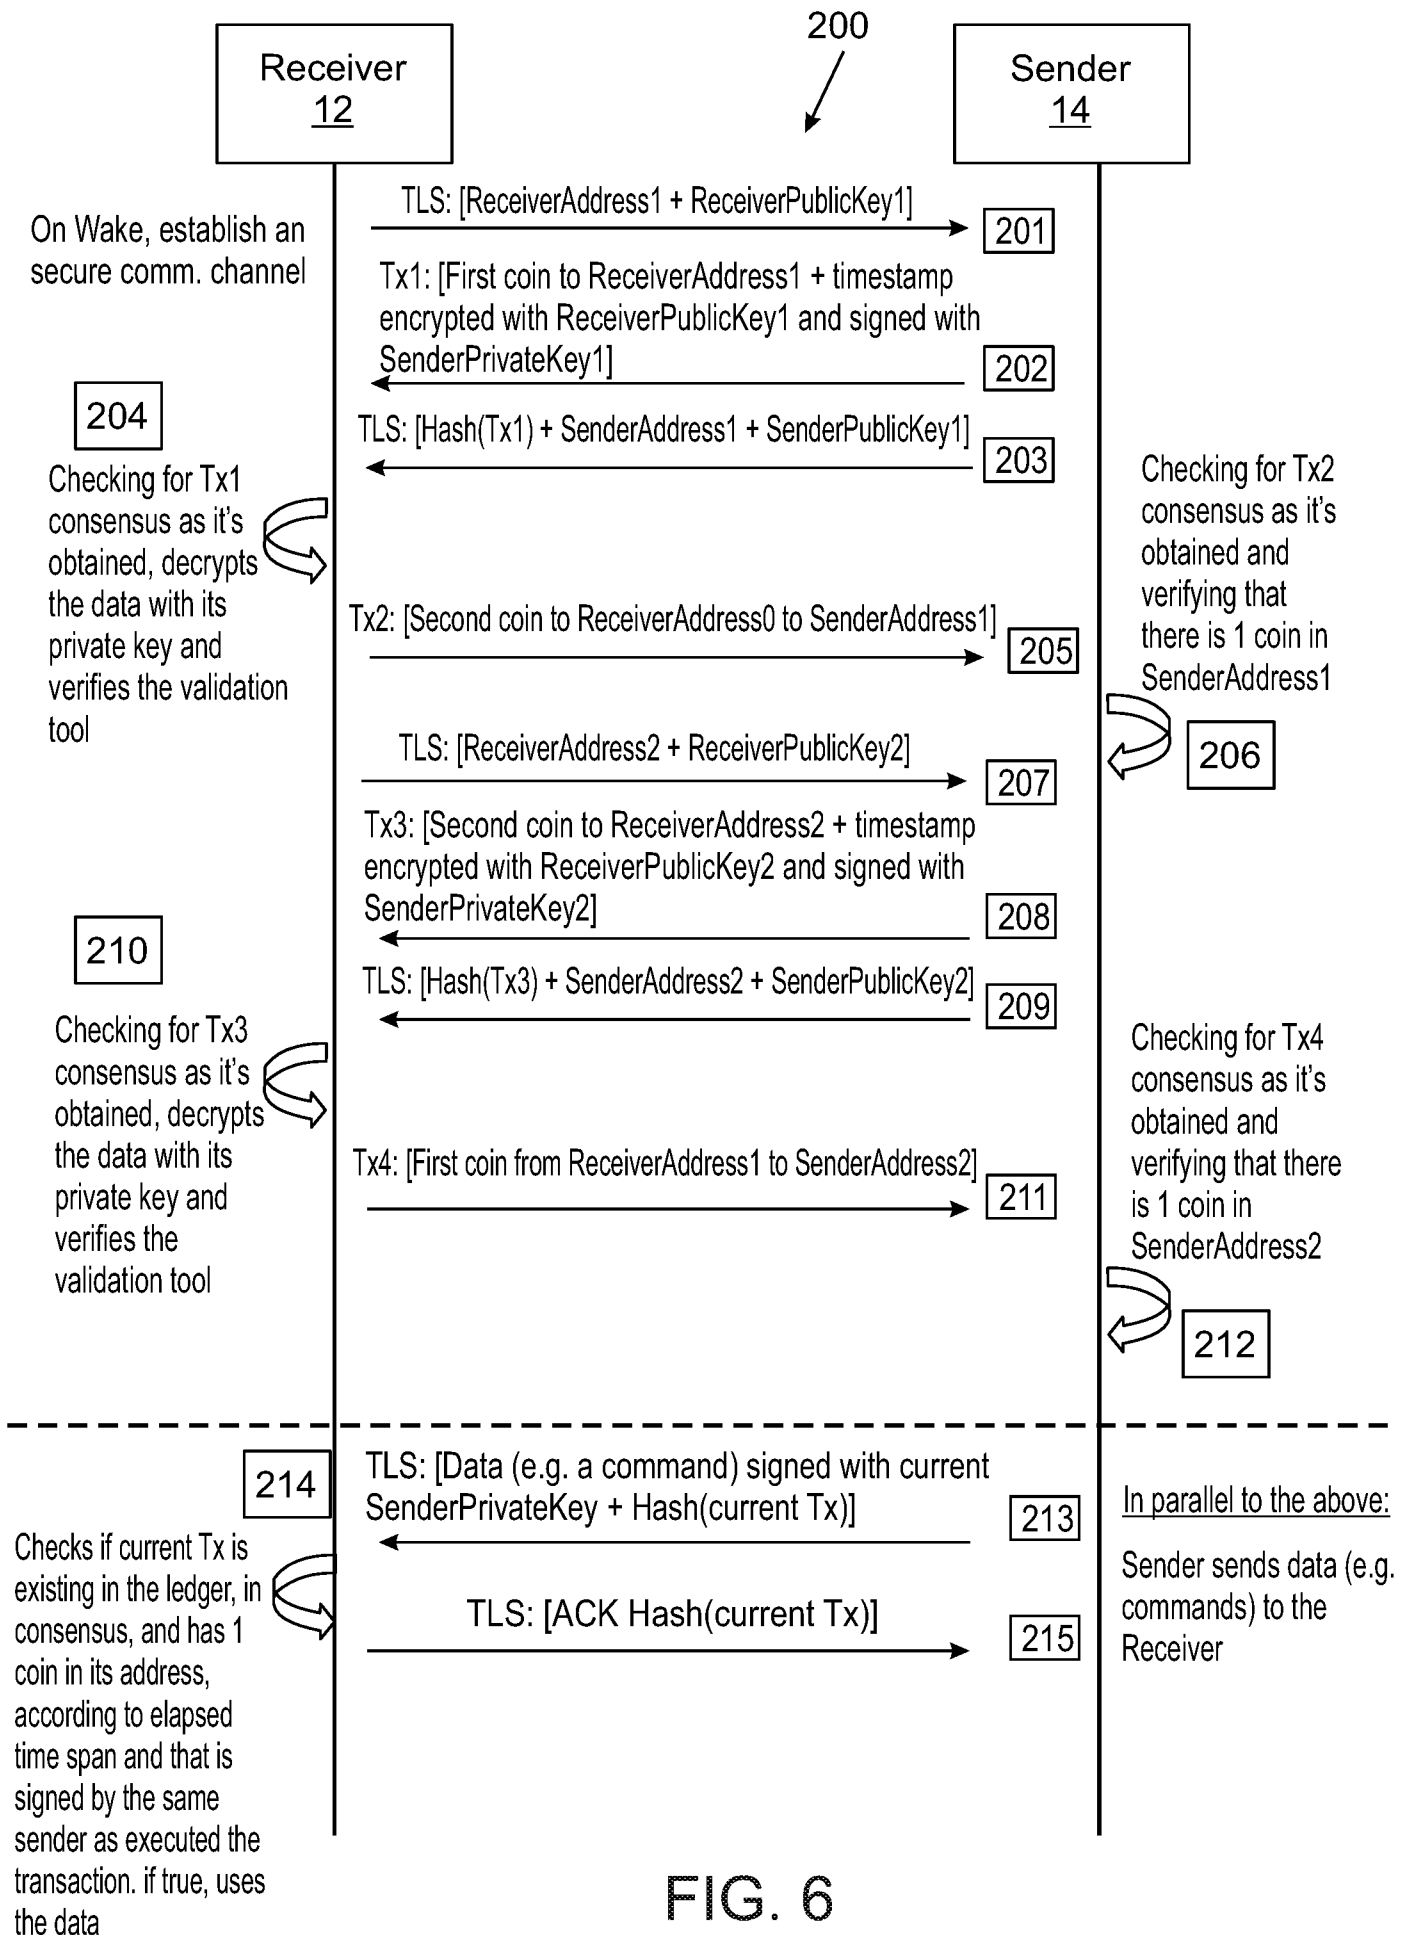 200
Receiver
12
Sender
14
On Wake, establish an
secure comm. channel
TLS: [ReceiverAddress1 + ReceiverPublicKey1]
201
Tx1: [First coin to ReceiverAddress1 + timestamp
encrypted with ReceiverPublicKey1 and signed with
SenderPrivateKey1]
202
TLS: [Hash(Tx1) + SenderAddress1 + SenderPublicKey1]
203
204
Checking for Tx1
consensus as it's
obtained, decrypts
the data with its
private key and
verifies the validation
tool
Tx2: [Second coin to ReceiverAddress0 to SenderAddress1]
205
Checking for Tx2
consensus as it's
obtained and
verifying that
there is 1 coin in
SenderAddress1
206
TLS: [ReceiverAddress2 + ReceiverPublicKey2]
207
Tx3: [Second coin to ReceiverAddress2 + timestamp
encrypted with ReceiverPublicKey2 and signed with
SenderPrivateKey2]
208
TLS: [Hash(Tx3) + SenderAddress2 + SenderPublicKey2]
209
210
Checking for Tx3
consensus as it's
obtained, decrypts
the data with its
private key and
verifies the
validation tool
Tx4: [First coin from ReceiverAddress1 to SenderAddress2]
211
Checking for Tx4
consensus as it's
obtained and
verifying that there
is 1 coin in
SenderAddress2
212
214
TLS: [Data (e.g. a command) signed with current
SenderPrivateKey + Hash(current Tx)]
213
In parallel to the above:
Sender sends data (e.g.
commands) to the
Receiver
Checks if current Tx is
existing in the ledger, in
consensus, and has 1
coin in its address,
according to elapsed
time span and that is
signed by the same
sender as executed the
transaction. if true, uses
the data
TLS: [ACK Hash(current Tx)]
215
FIG. 6